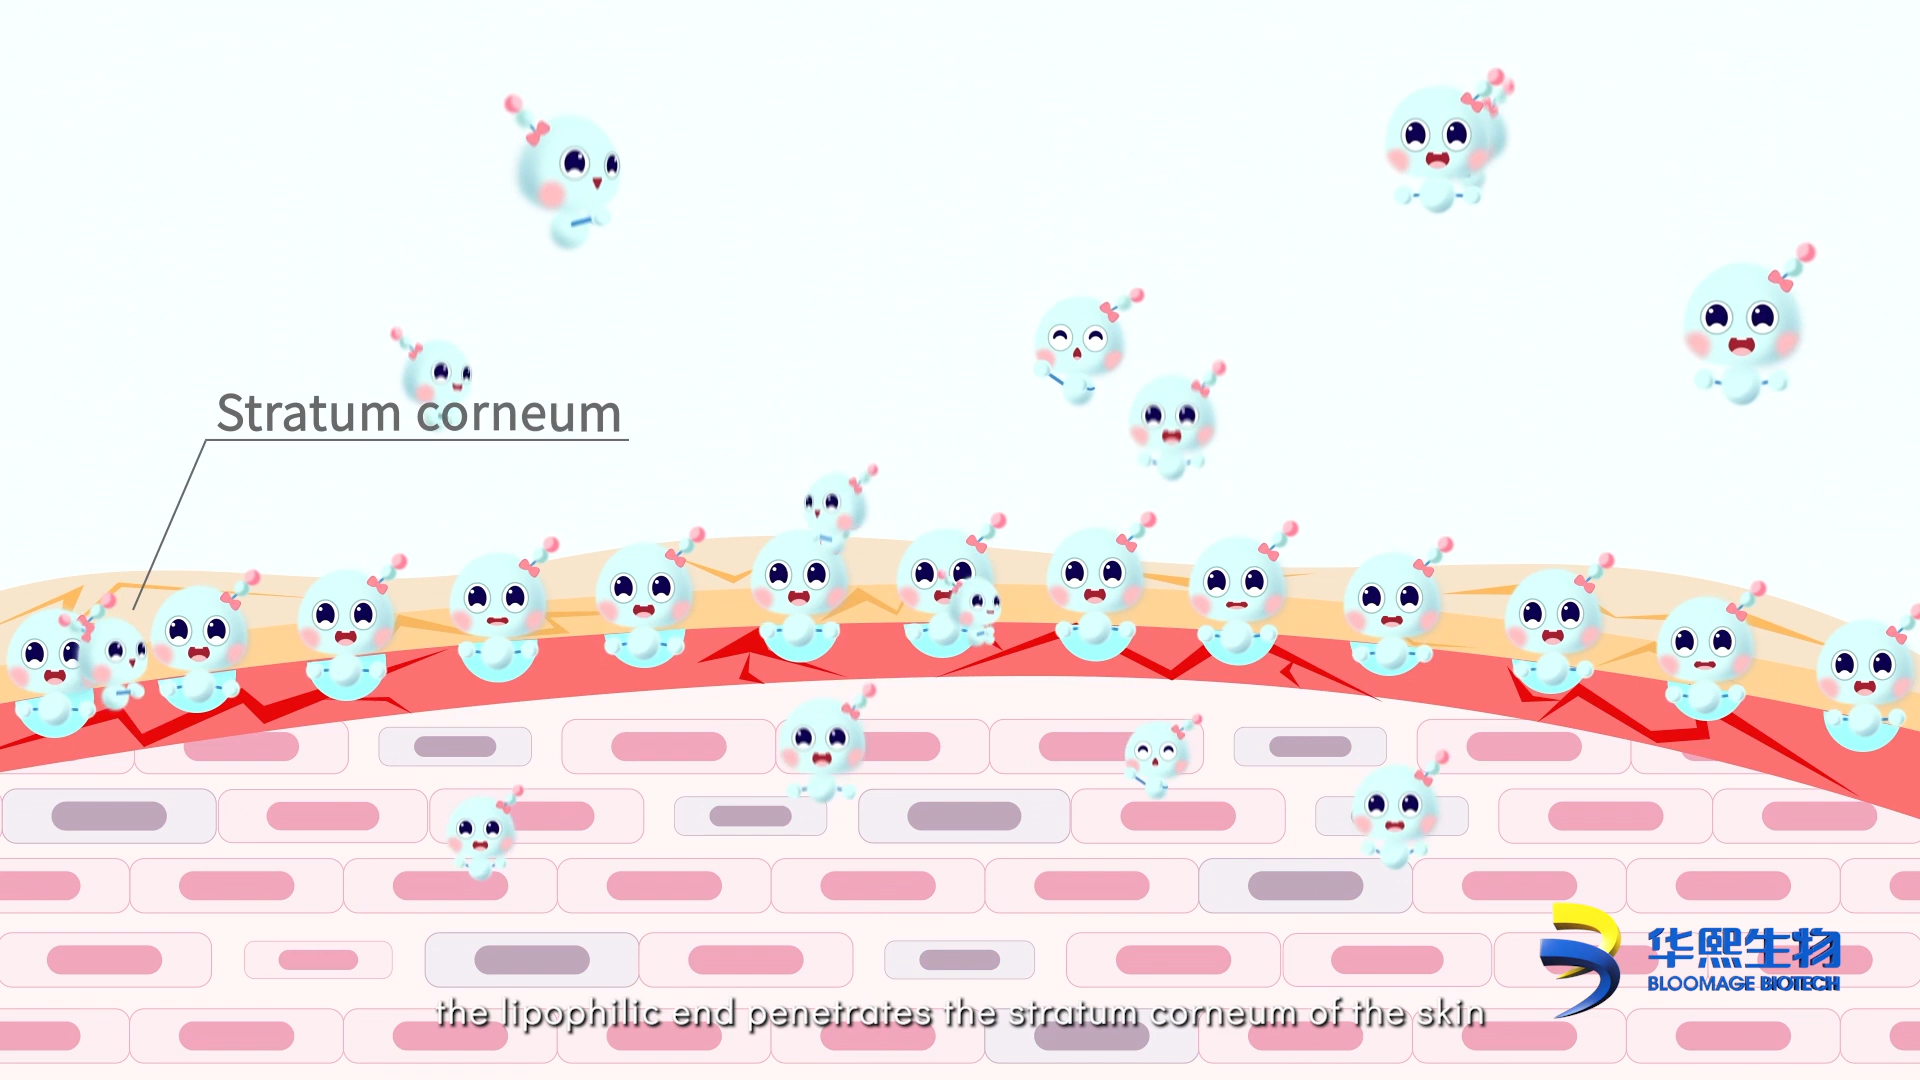 Stratum corneum
华熙生物
BLOOMAGE BIOTECH
the lipophilic end penetrates the stratum corneum of the skin